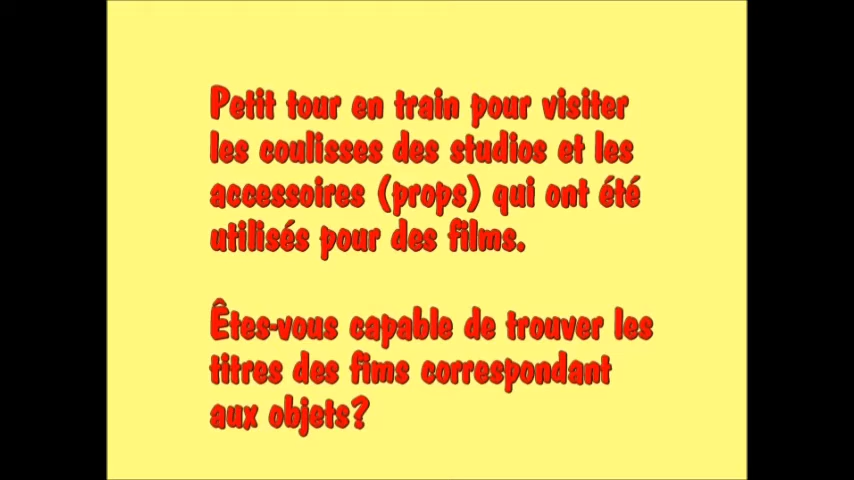 Petit tour en train pour visiter
les coulisses des studios et les
accessoires (props) qui ont été
utilisés pour des films.
Êtes-vous capable de trouver les
titres des fims correspondant
aux objets?